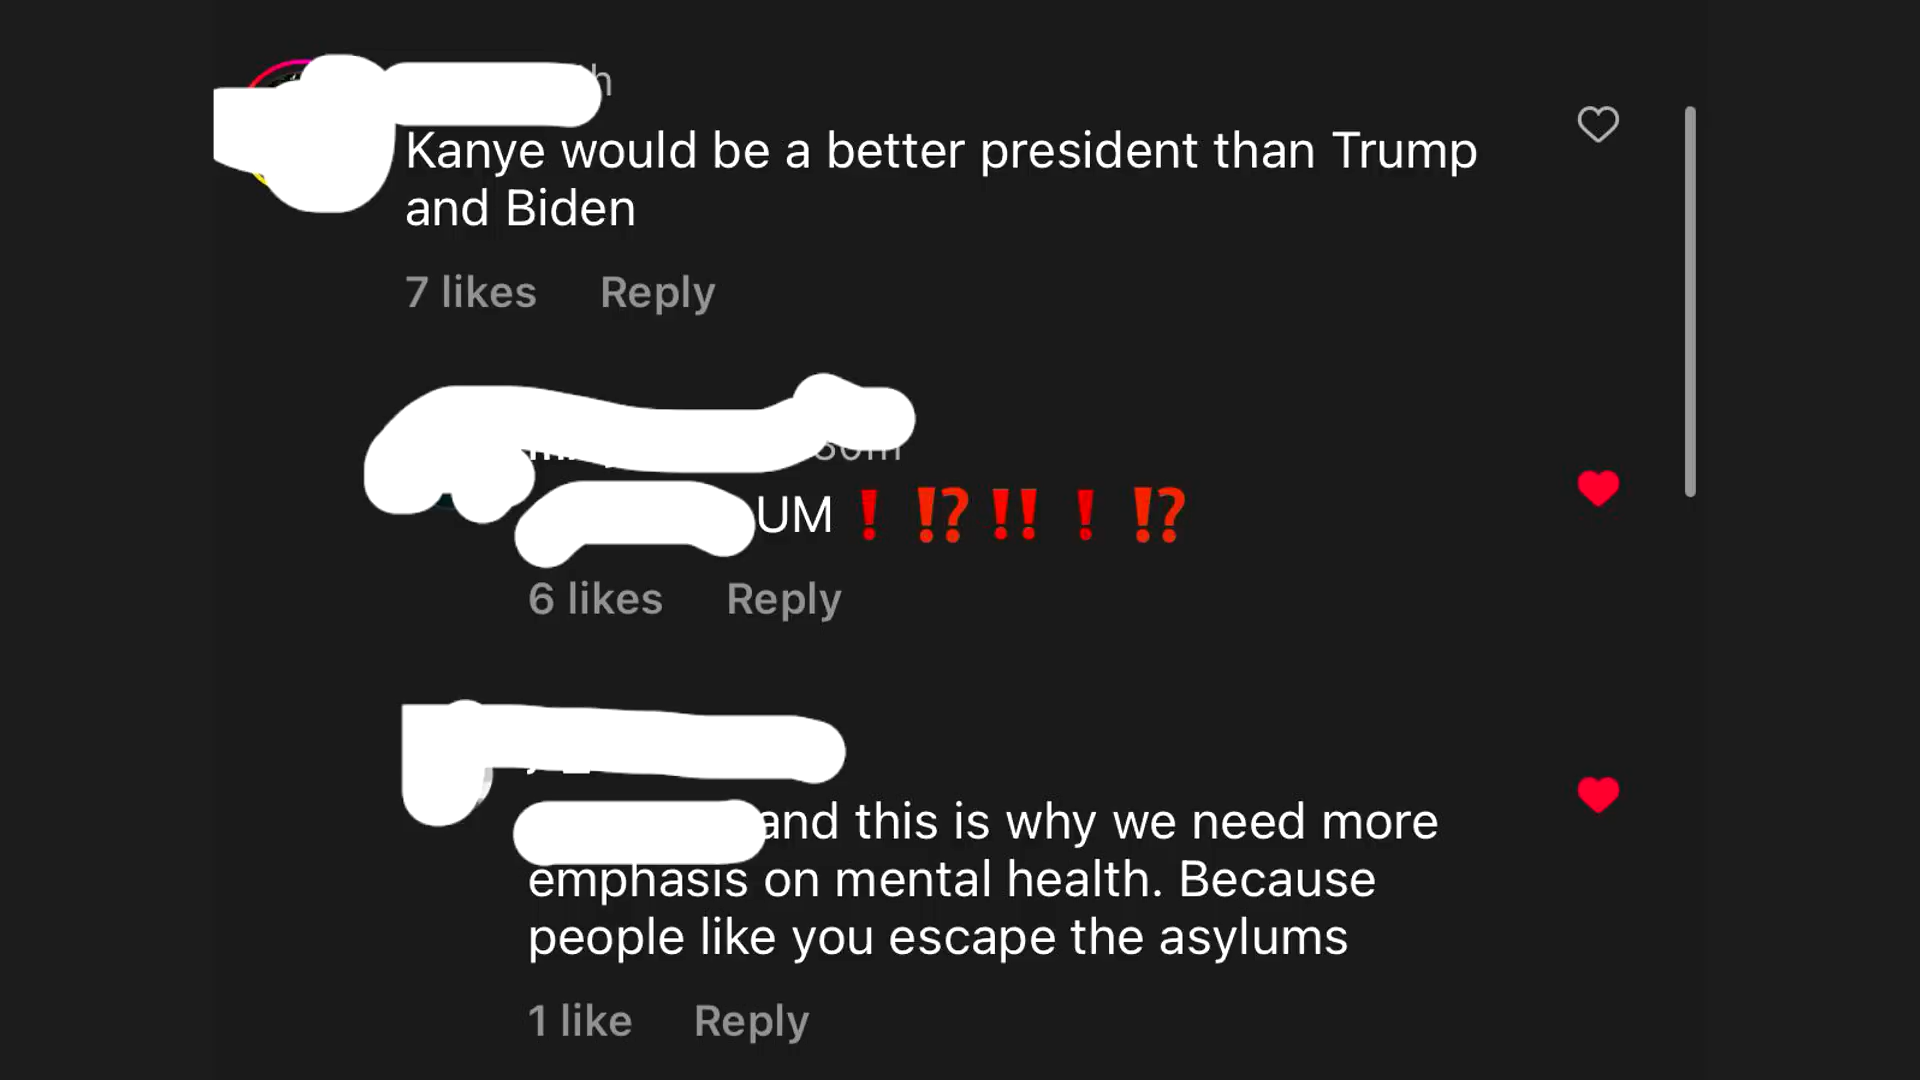 h
Kanye would be a better president than Trump
and Biden
7 likes Reply
UM ❗ ⁉️ ‼️ ❗ ⁉️
6 likes Reply
and this is why we need more
emphasis on mental health. Because
people like you escape the asylums
1 like Reply